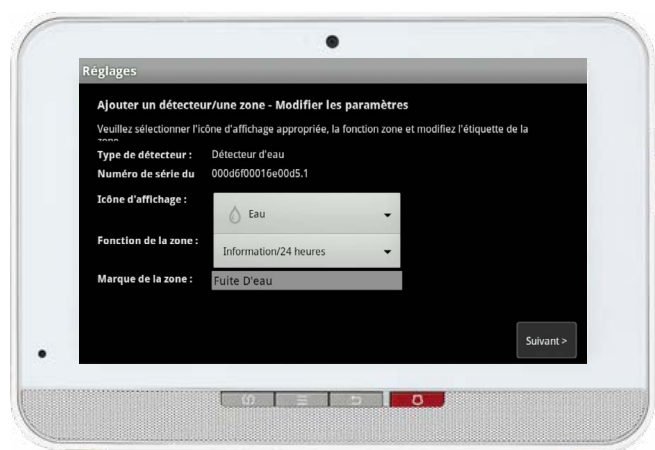 Réglages
Ajouter un détecteur/une zone - Modifier les paramètres
Veuillez sélectionner l'icône d'affichage appropriée, la fonction zone et modifiez l'étiquette de la
zone
Type de détecteur : Détecteur d'eau
Numéro de série du 000d6f00016e00d5.1
Icône d'affichage : Eau
Fonction de la zone : Information/24 heures
Marque de la zone : Fuite D'eau
Suivant >